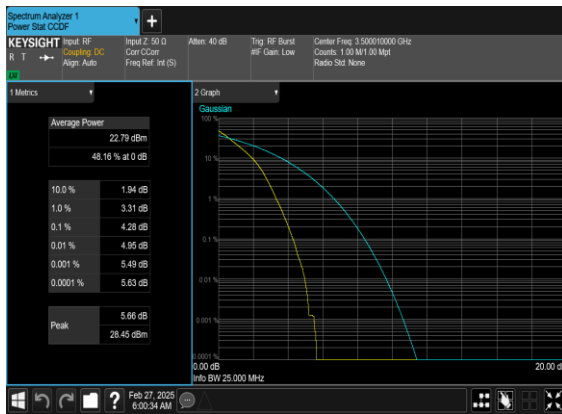 Spectrum Analyzer 1
Power Stat CCDF
+
KEYSIGHT Input: RF Input Z: 50 Ω Atten: 40 dB Trig: RF Burst Center Freq: 3.500010000 GHz
R T Coupling: DC Corr CCorr #IF Gain: Low Counts: 1.00 M/1.00 Mpt
Align: Auto Freq Ref: Int (S) Radio Std: None
1 Metrics
Average Power
22.79 dBm
48.16 % at 0 dB
10.0 % 1.94 dB
1.0 % 3.31 dB
0.1 % 4.28 dB
0.01 % 4.95 dB
0.001 % 5.49 dB
0.0001 % 5.63 dB
Peak 5.66 dB
28.45 dBm
2 Graph
Gaussian
100 %
10 %
1 %
0.1 %
0.01 %
0.001 %
0.0001 %
0.00 dB 20.00 d
Info BW 25.000 MHz
? Feb 27, 2025
6:00:34 AM